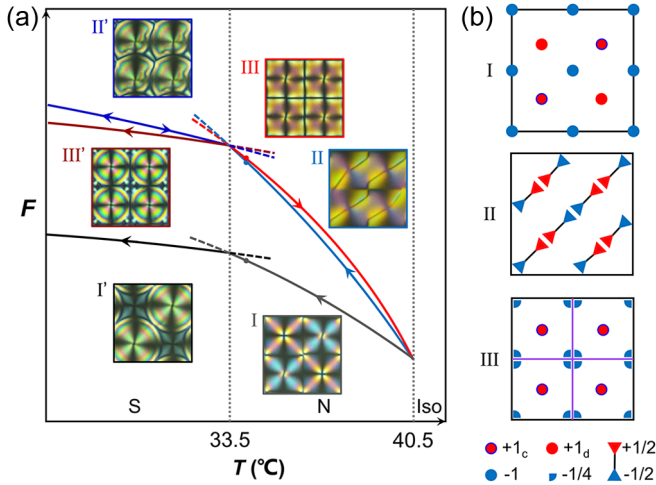 (a)
II'
III
F
III'
II
I'
I
S
N
Iso
33.5
40.5
T (℃)
(b)
I
II
III
+1c
+1d
+1/2
-1
-1/4
-1/2